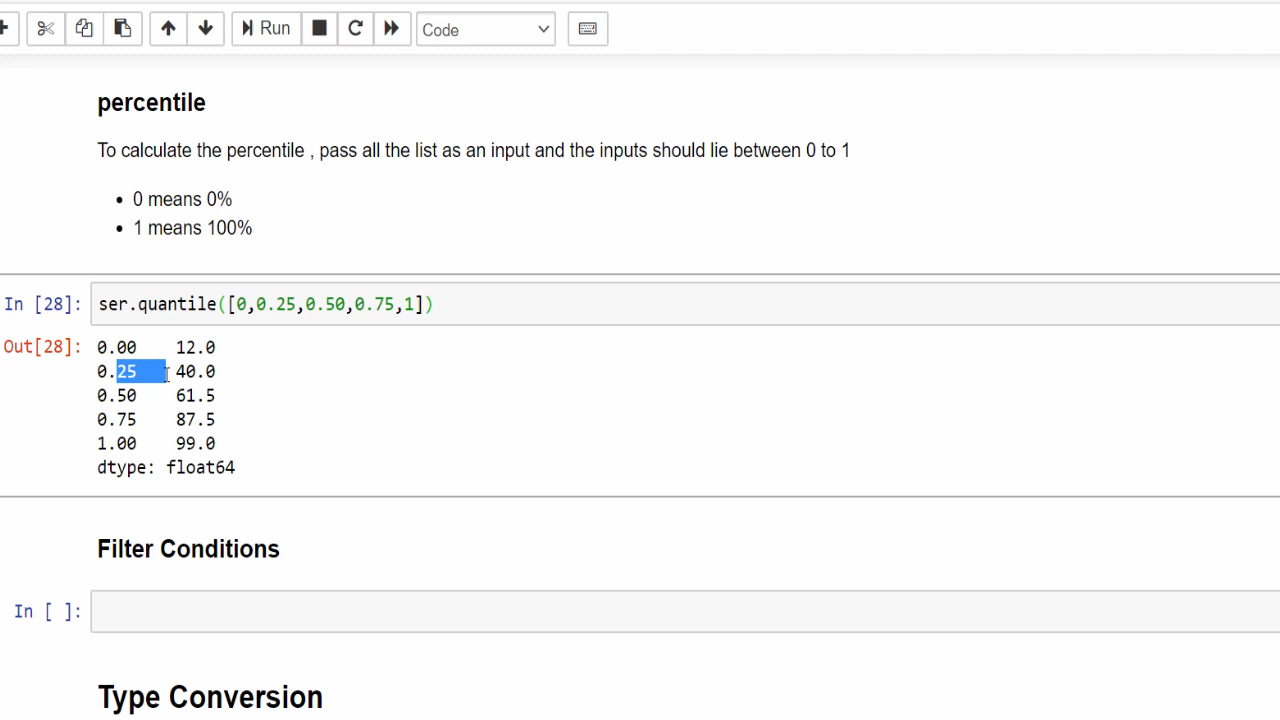 Run
Code
percentile
To calculate the percentile , pass all the list as an input and the inputs should lie between 0 to 1
• 0 means 0%
• 1 means 100%
In [28]: ser.quantile([0,0.25,0.50,0.75,1])
Out[28]: 0.00    12.0
0.25    40.0
0.50    61.5
0.75    87.5
1.00    99.0
dtype: float64
Filter Conditions
In [ ]:
Type Conversion